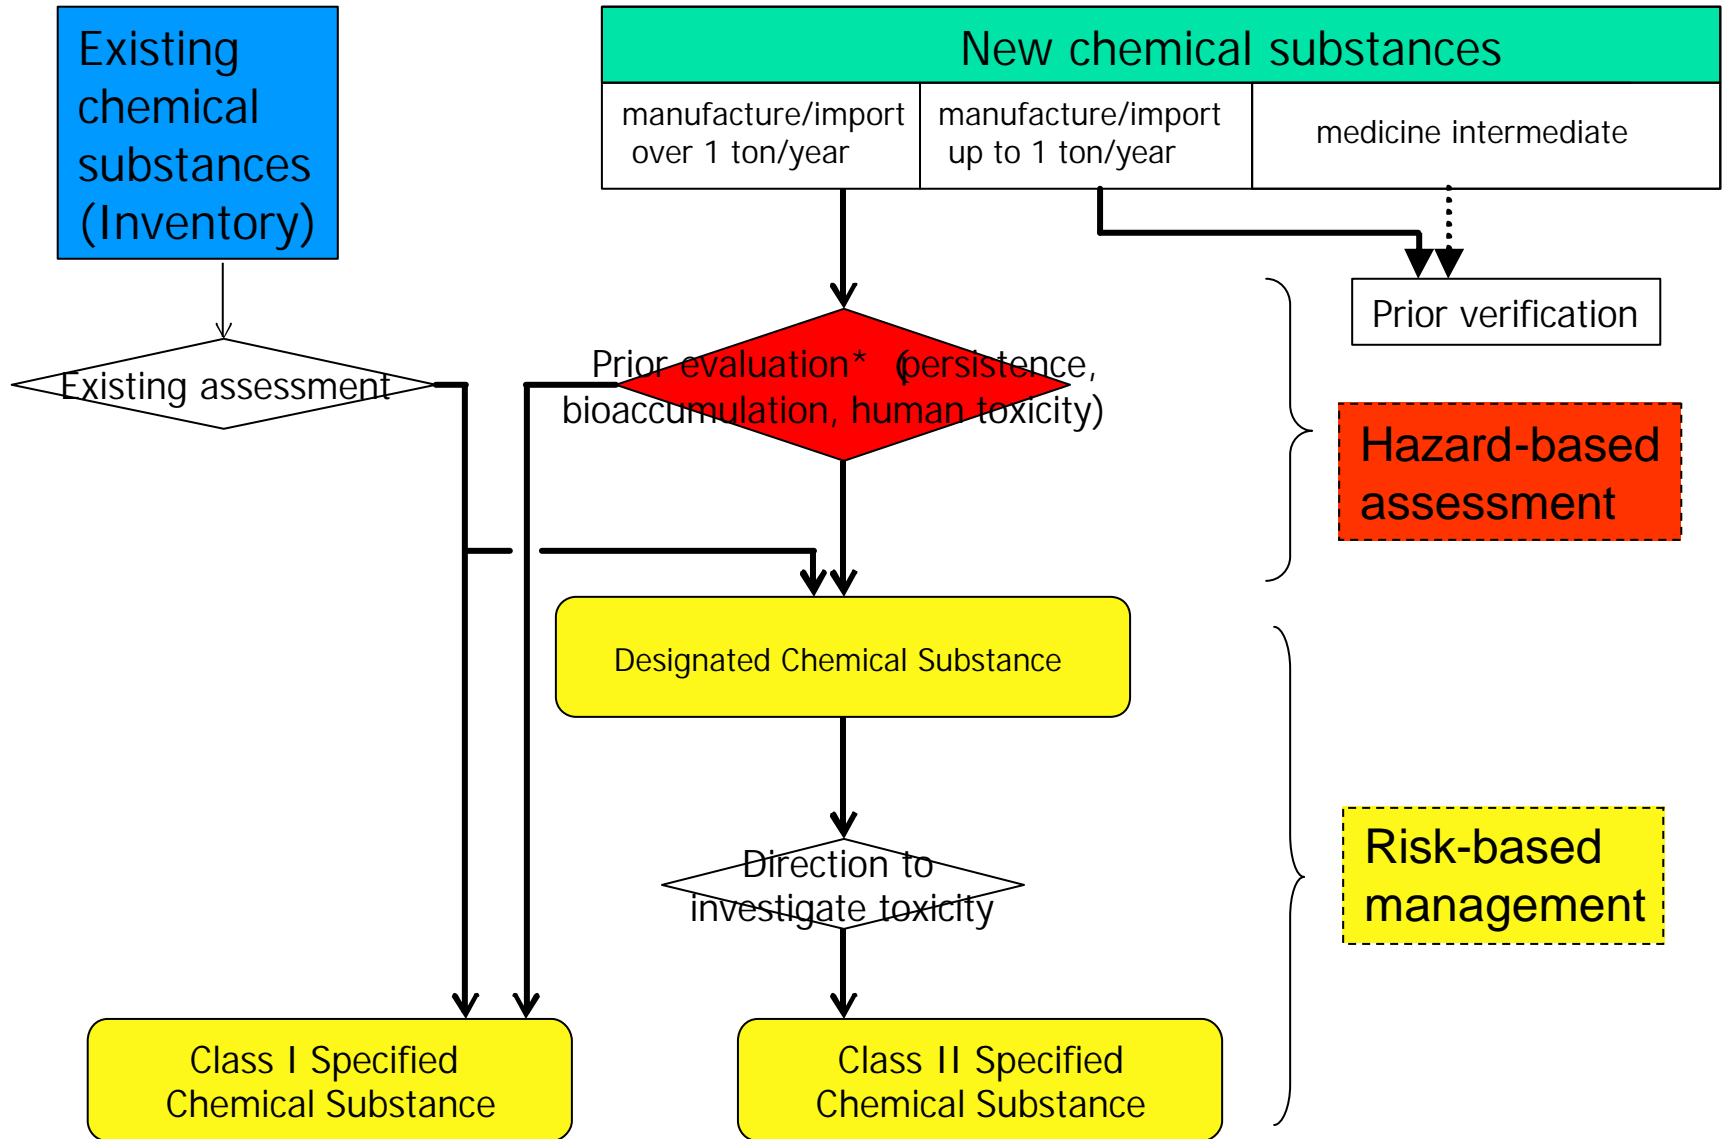 Existing
chemical
substances
(Inventory)
New chemical substances
manufacture/import
over 1 ton/year
manufacture/import
up to 1 ton/year
medicine intermediate
Prior verification
Existing assessment
Prior evaluation* (persistence,
bioaccumulation, human toxicity)
Hazard-based
assessment
Designated Chemical Substance
Direction to
investigate toxicity
Risk-based
management
Class I Specified
Chemical Substance
Class II Specified
Chemical Substance